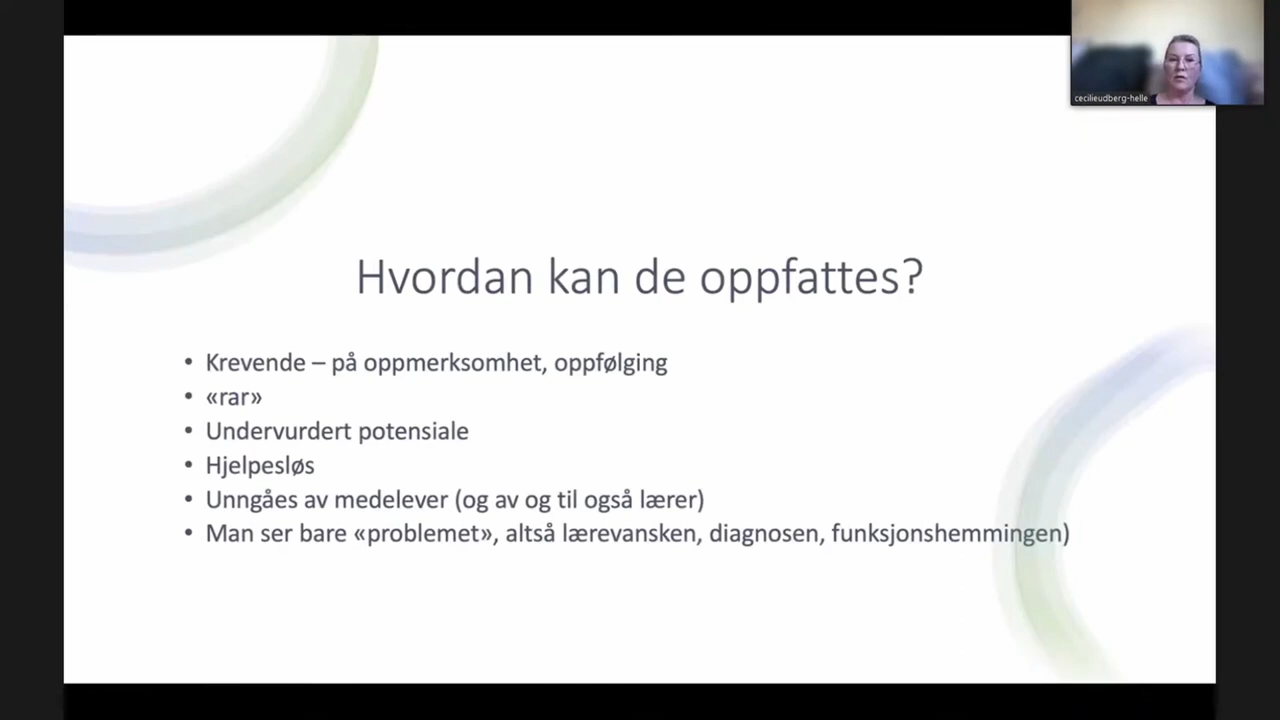 cecilieudberg-helle
Hvordan kan de oppfattes?
• Krevende – på oppmerksomhet, oppfølging
• «rar»
• Undervurdert potensiale
• Hjelpesløs
• Unngåes av medelever (og av og til også lærer)
• Man ser bare «problemet», altså lærevansken, diagnosen, funksjonshemmingen)